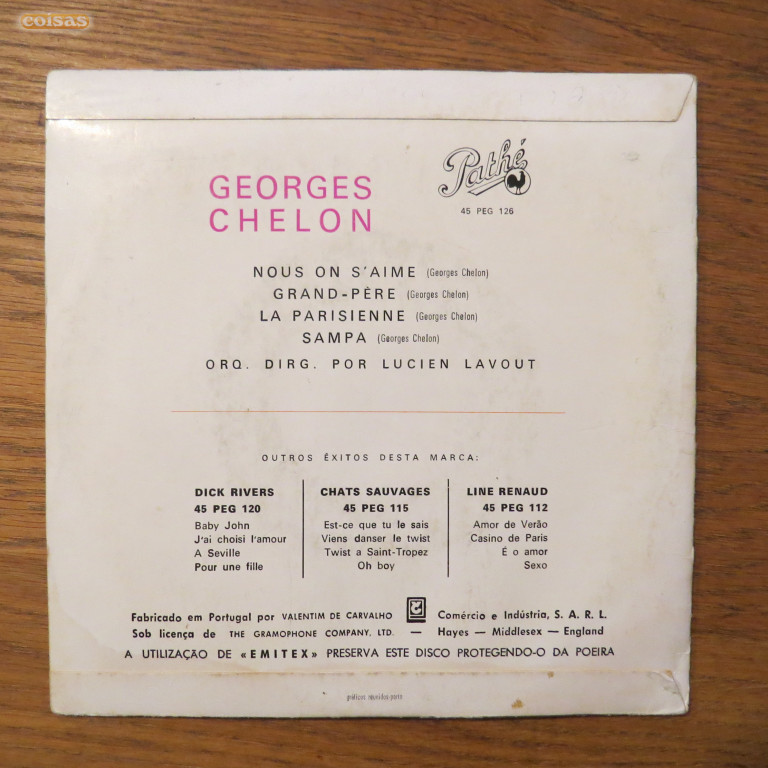 coisas
GEORGES
CHELON
Pathé
45 PEG 126
NOUS ON S'AIME (Georges Chelon)
GRAND-PÈRE (Georges Chelon)
LA PARISIENNE (Georges Chelon)
SAMPA (Georges Chelon)
ORQ. DIRG. POR LUCIEN LAVOUT
OUTROS ÊXITOS DESTA MARCA:
DICK RIVERS
45 PEG 120
Baby John
J'ai choisi l'amour
A Seville
Pour une fille
CHATS SAUVAGES
45 PEG 115
Est-ce que tu le sais
Viens danser le twist
Twist a Saint-Tropez
Oh boy
LINE RENAUD
45 PEG 112
Amor de Verão
Casino de Paris
É o amor
Sexo
Fabricado em Portugal por VALENTIM DE CARVALHO Comércio e Indústria, S. A. R. L.
Sob licença de THE GRAMOPHONE COMPANY, LTD. — Hayes — Middlesex — England
A UTILIZAÇÃO DE «EMITEX» PRESERVA ESTE DISCO PROTEGENDO-O DA POEIRA